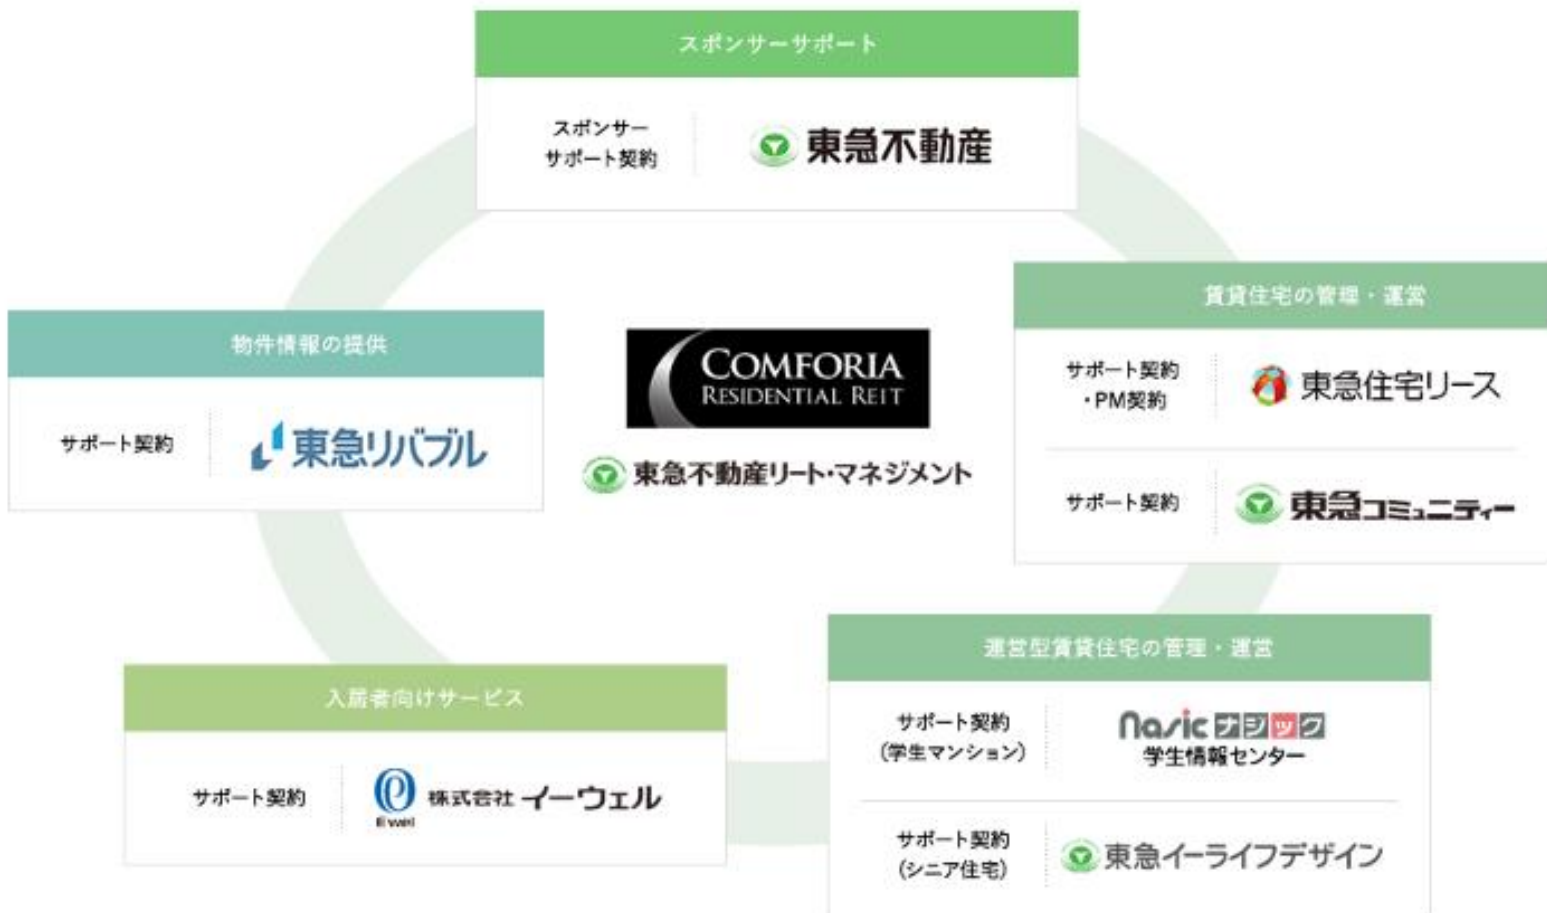 スポンサーサポート
スポンサー
サポート契約
東急不動産
物件情報の提供
サポート契約
東急リバブル
COMFORIA
RESIDENTIAL REIT
東急不動産リート・マネジメント
賃貸住宅の管理・運営
サポート契約
・PM契約
東急住宅リース
サポート契約
東急コミュニティー
運営型賃貸住宅の管理・運営
サポート契約
(学生マンション)
Nasic ナジック
学生情報センター
サポート契約
(シニア住宅)
東急イーライフデザイン
入居者向けサービス
サポート契約
Ewel
株式会社 イーウェル